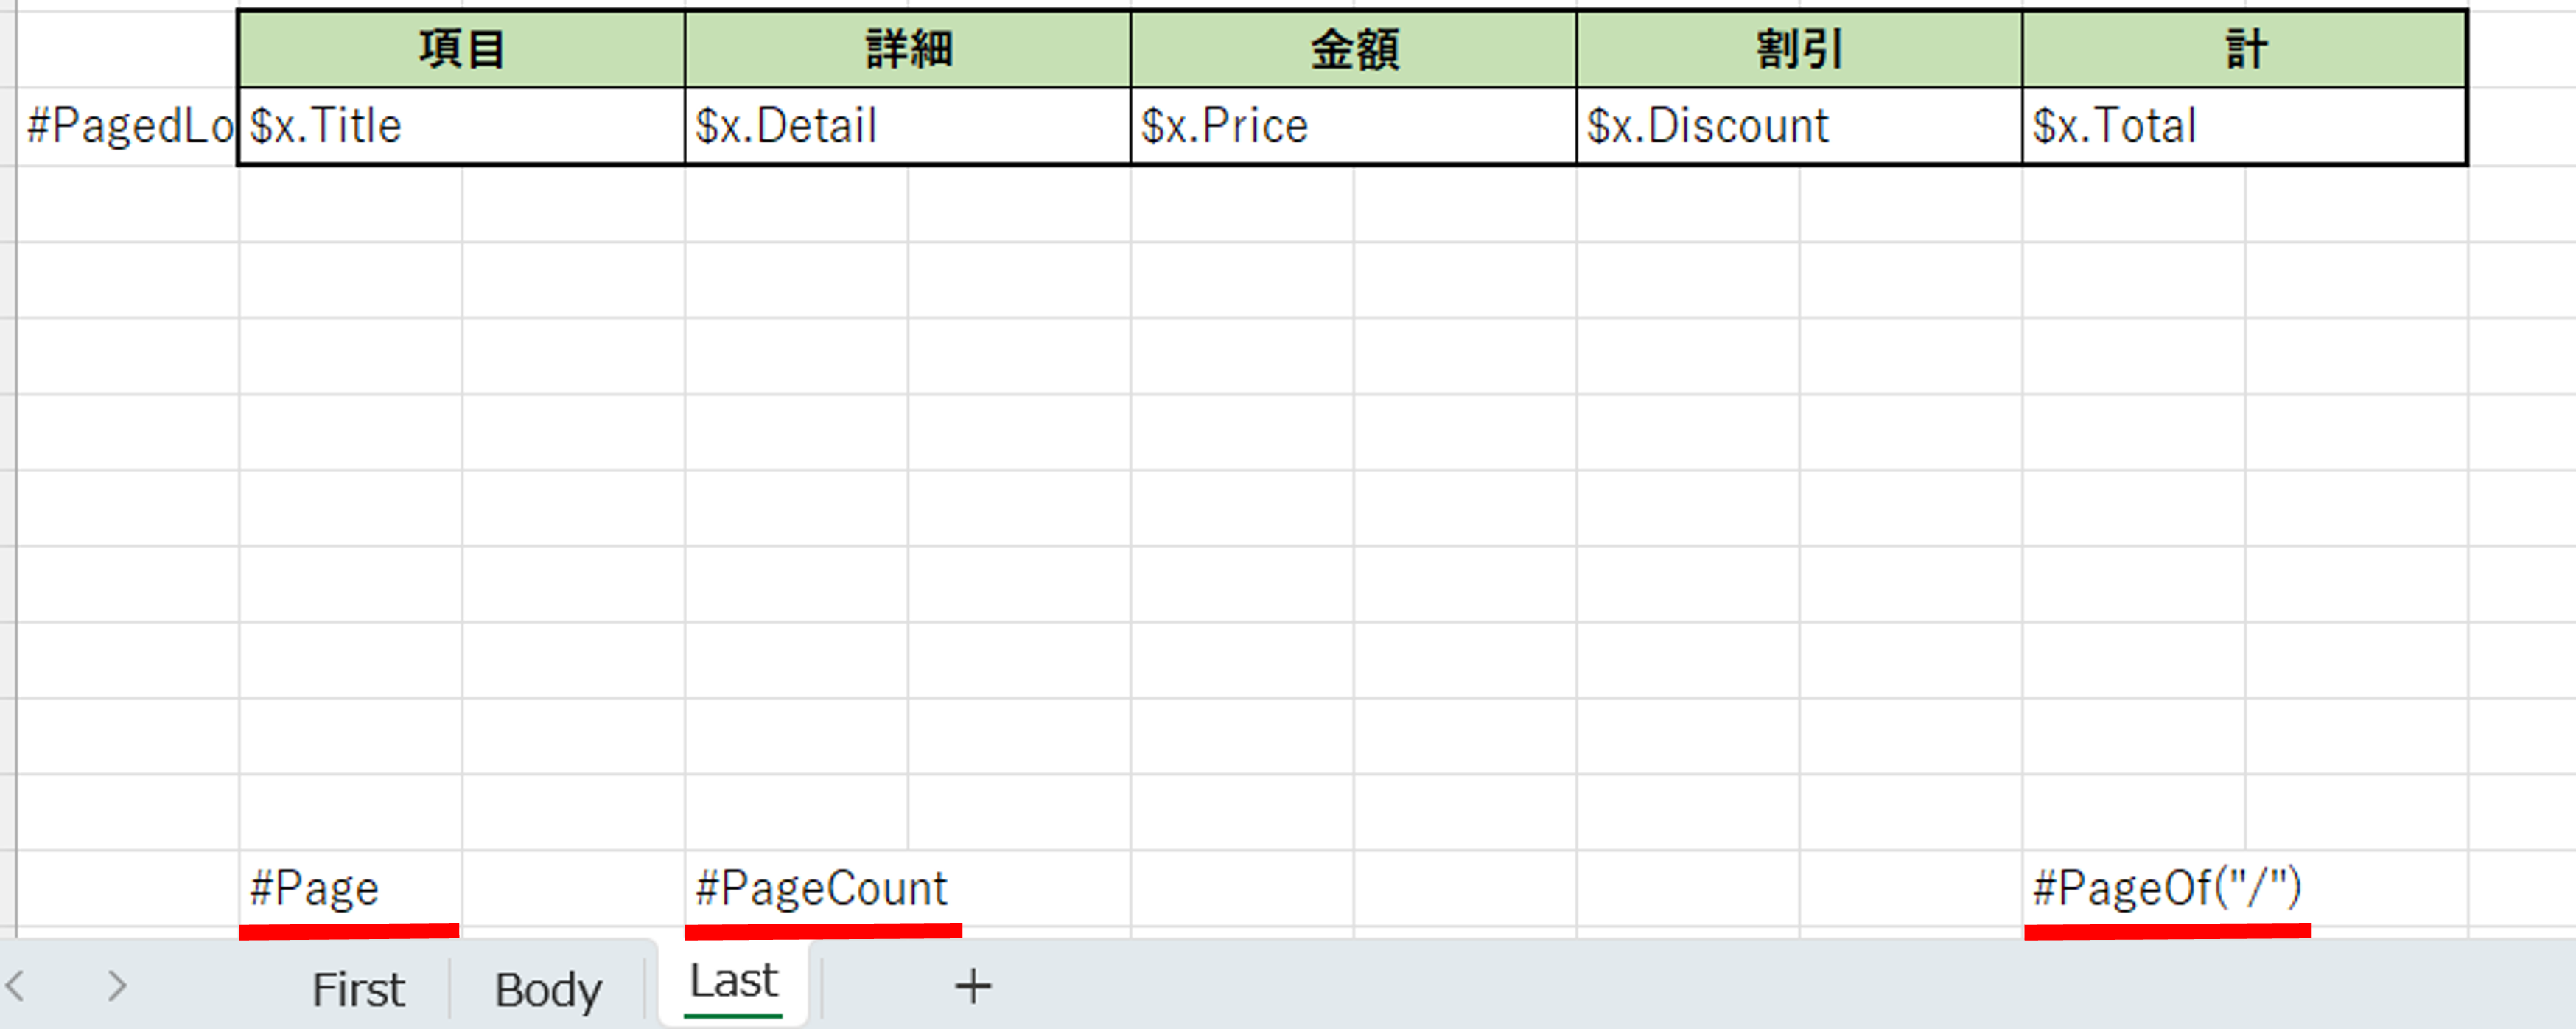 項目 詳細 金額 割引 計
#PagedLo $x.Title $x.Detail $x.Price $x.Discount $x.Total
#Page #PageCount #PageOf("/")
First Body Last +